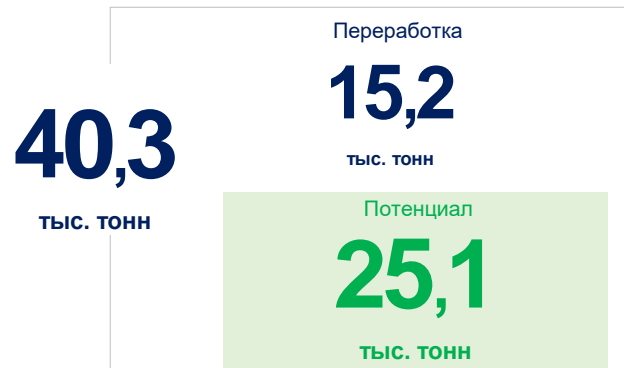 40,3
тыс. тонн
Переработка
15,2
тыс. тонн
Потенциал
25,1
тыс. тонн